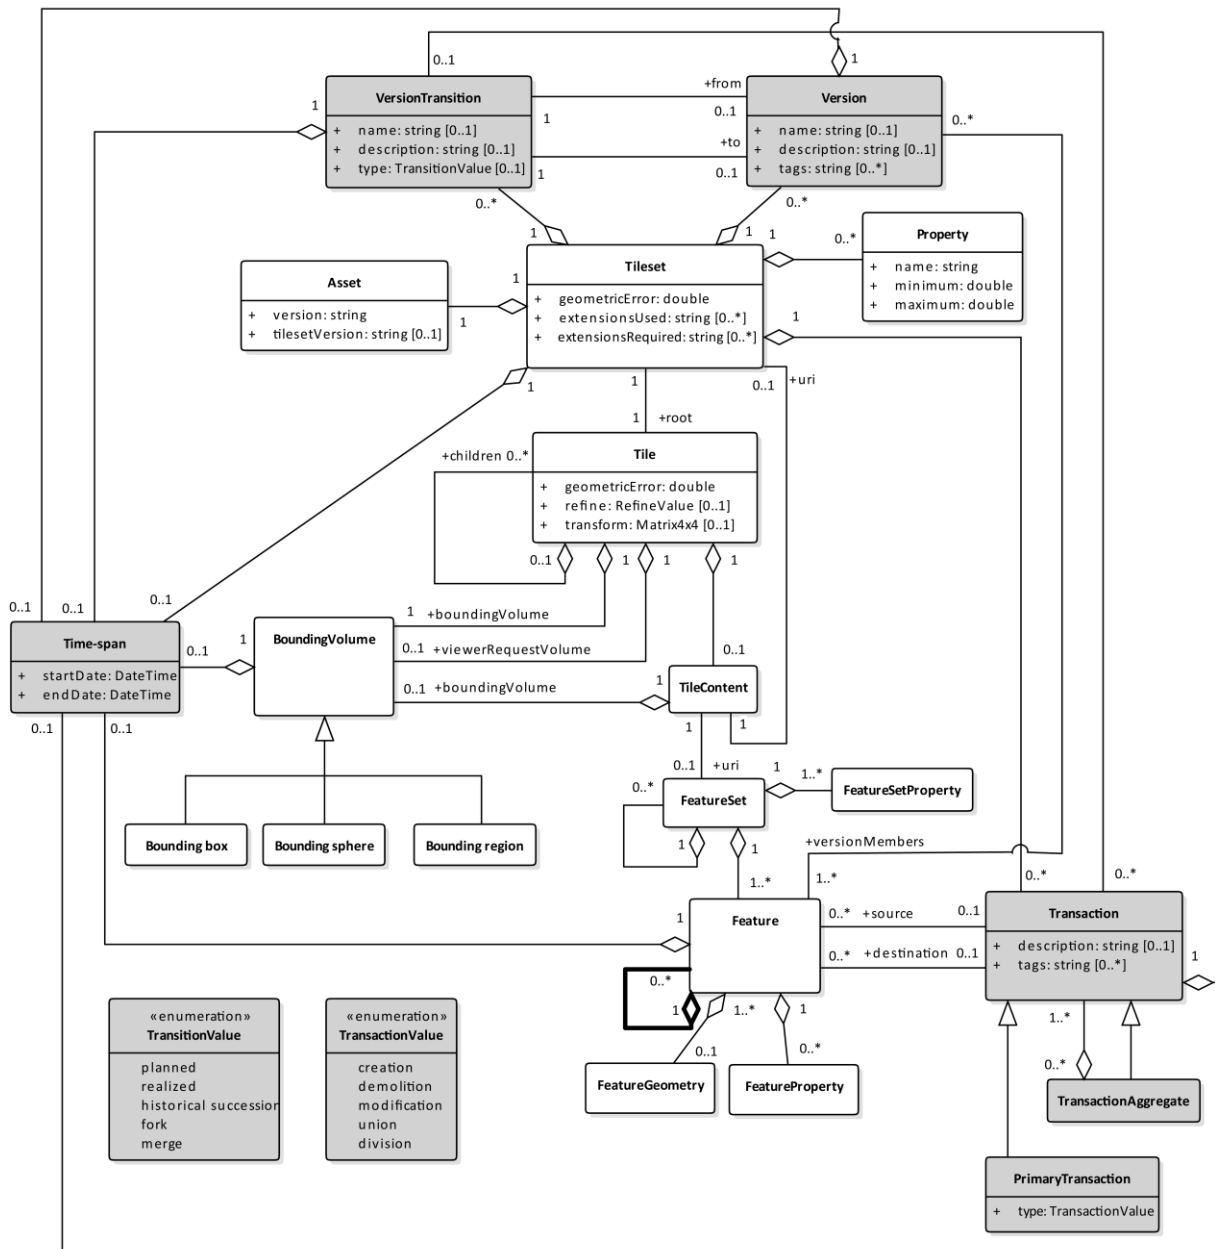 0..1
1
VersionTransition
+ name: string [0..1]
+ description: string [0..1]
+ type: TransitionValue [0..1]
1
+from
1
0..1
+to
1
0..1
Version
+ name: string [0..1]
+ description: string [0..1]
+ tags: string [0..*]
1
0..*
0..*
1
0..*
1
1
0..*
Property
+ name: string
+ minimum: double
+ maximum: double
Asset
+ version: string
+ tilesetVersion: string [0..1]
1
1
Tileset
+ geometricError: double
+ extensionsUsed: string [0..*]
+ extensionsRequired: string [0..*]
1
1
1
0..1
+uri
1
+root
+children 0..*
Tile
+ geometricError: double
+ refine: RefineValue [0..1]
+ transform: Matrix4x4 [0..1]
0..1
1
1
1
0..1
0..1
0..1
Time-span
+ startDate: DateTime
+ endDate: DateTime
0..1
1
BoundingVolume
1
+boundingVolume
0..1
+viewerRequestVolume
0..1
+boundingVolume
0..1
1
TileContent
1
1
0..1
0..1
0..1
+uri
0..*
FeatureSet
1
1..*
FeatureSetProperty
1
1
Bounding box
Bounding sphere
Bounding region
+versionMembers
1..*
1..*
0..*
0..*
1
Feature
0..*
+source
0..1
0..*
+destination
0..1
Transaction
+ description: string [0..1]
+ tags: string [0..*]
1
0..*
1
1..*
1
0..1
0..*
FeatureGeometry
FeatureProperty
1..*
0..*
TransactionAggregate
PrimaryTransaction
+ type: TransactionValue
«enumeration»
TransitionValue
planned
realized
historical succession
fork
merge
«enumeration»
TransactionValue
creation
demolition
modification
union
division